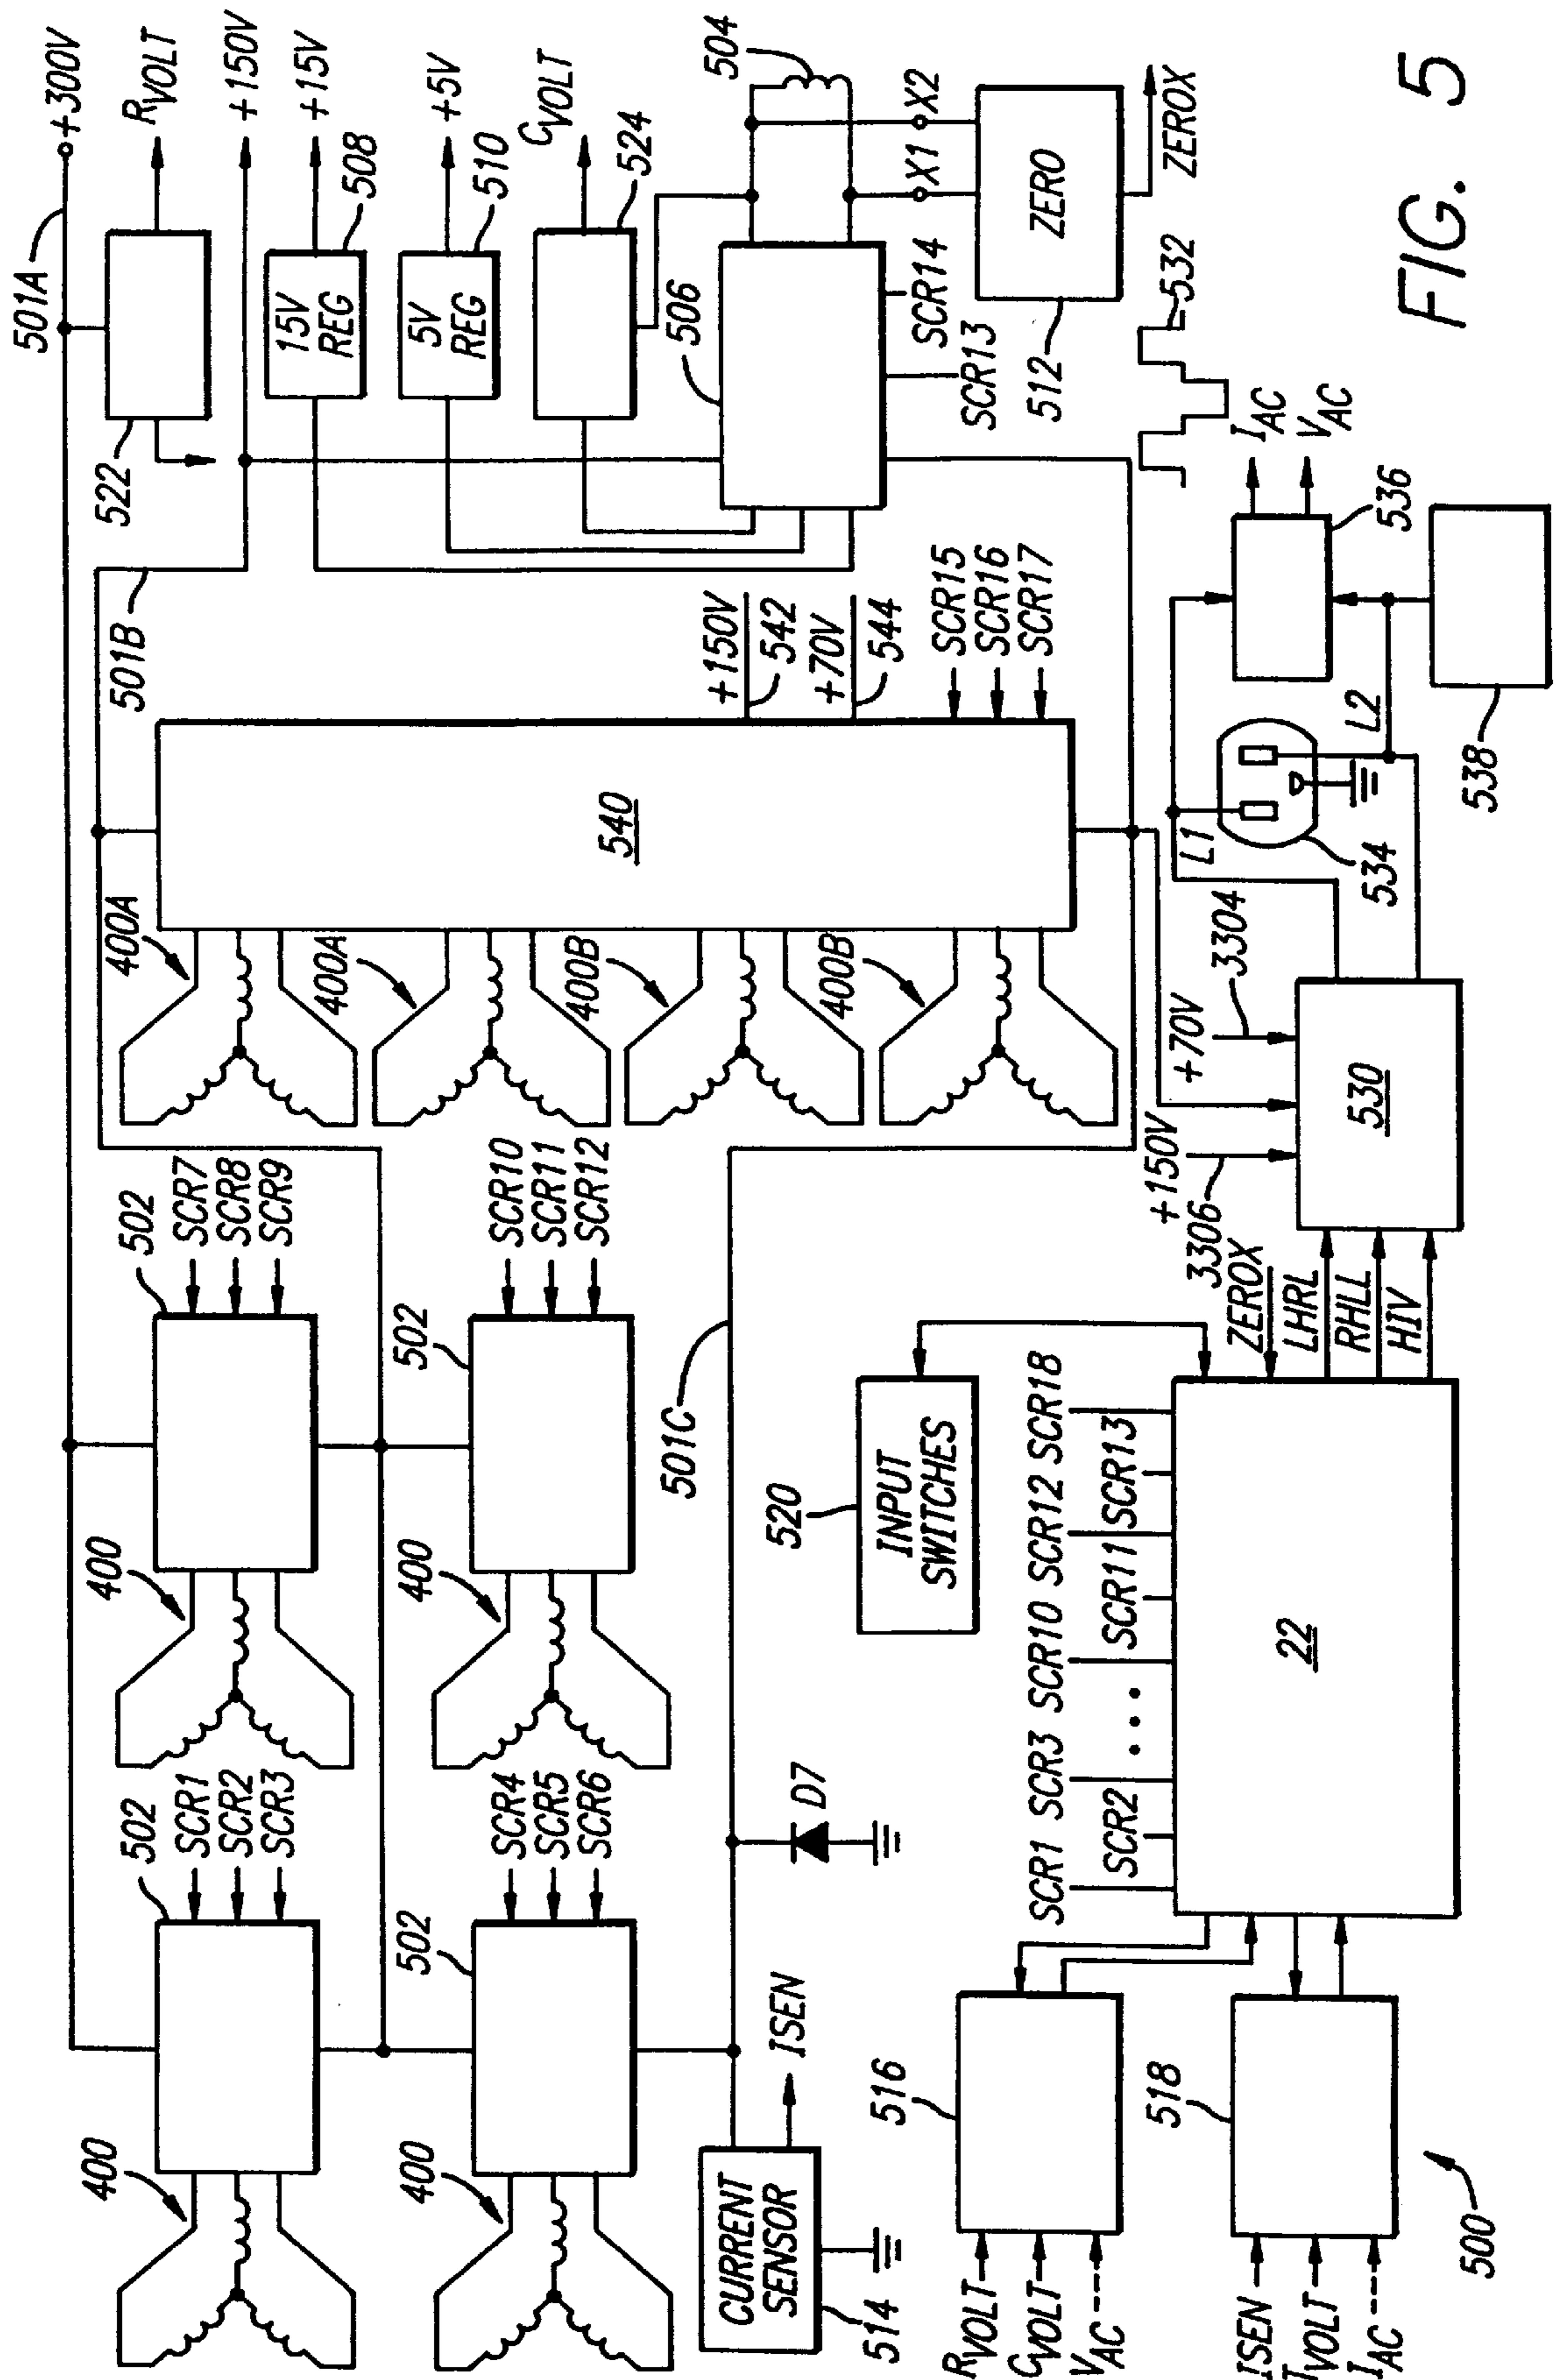 501A
+300V
RVOLT
522
+150V
501B
15V
REG
+15V
508
5V
REG
+5V
510
CVOLT
524
504
506
SCR13
SCR14
X1
X2
ZERO
512
ZEROX
532
502
SCR1
SCR2
SCR3
400
502
SCR7
SCR8
SCR9
400
502
SCR4
SCR5
SCR6
400
502
SCR10
SCR11
SCR12
400
400A
400A
400B
400B
540
+150V
542
+70V
544
SCR15
SCR16
SCR17
501C
CURRENT
SENSOR
514
ISEN
D7
520
INPUT
SWITCHES
516
RVOLT
CVOLT
VAC
518
ISEN
TVOLT
IAC
SCR1
SCR2
SCR3
SCR10
SCR11
SCR12
SCR13
SCR18
22
ZEROX
LHRL
RHLL
HIV
+150V
3306
+70V
3304
530
L1
534
L2
536
IAC
VAC
538
500
FIG. 5